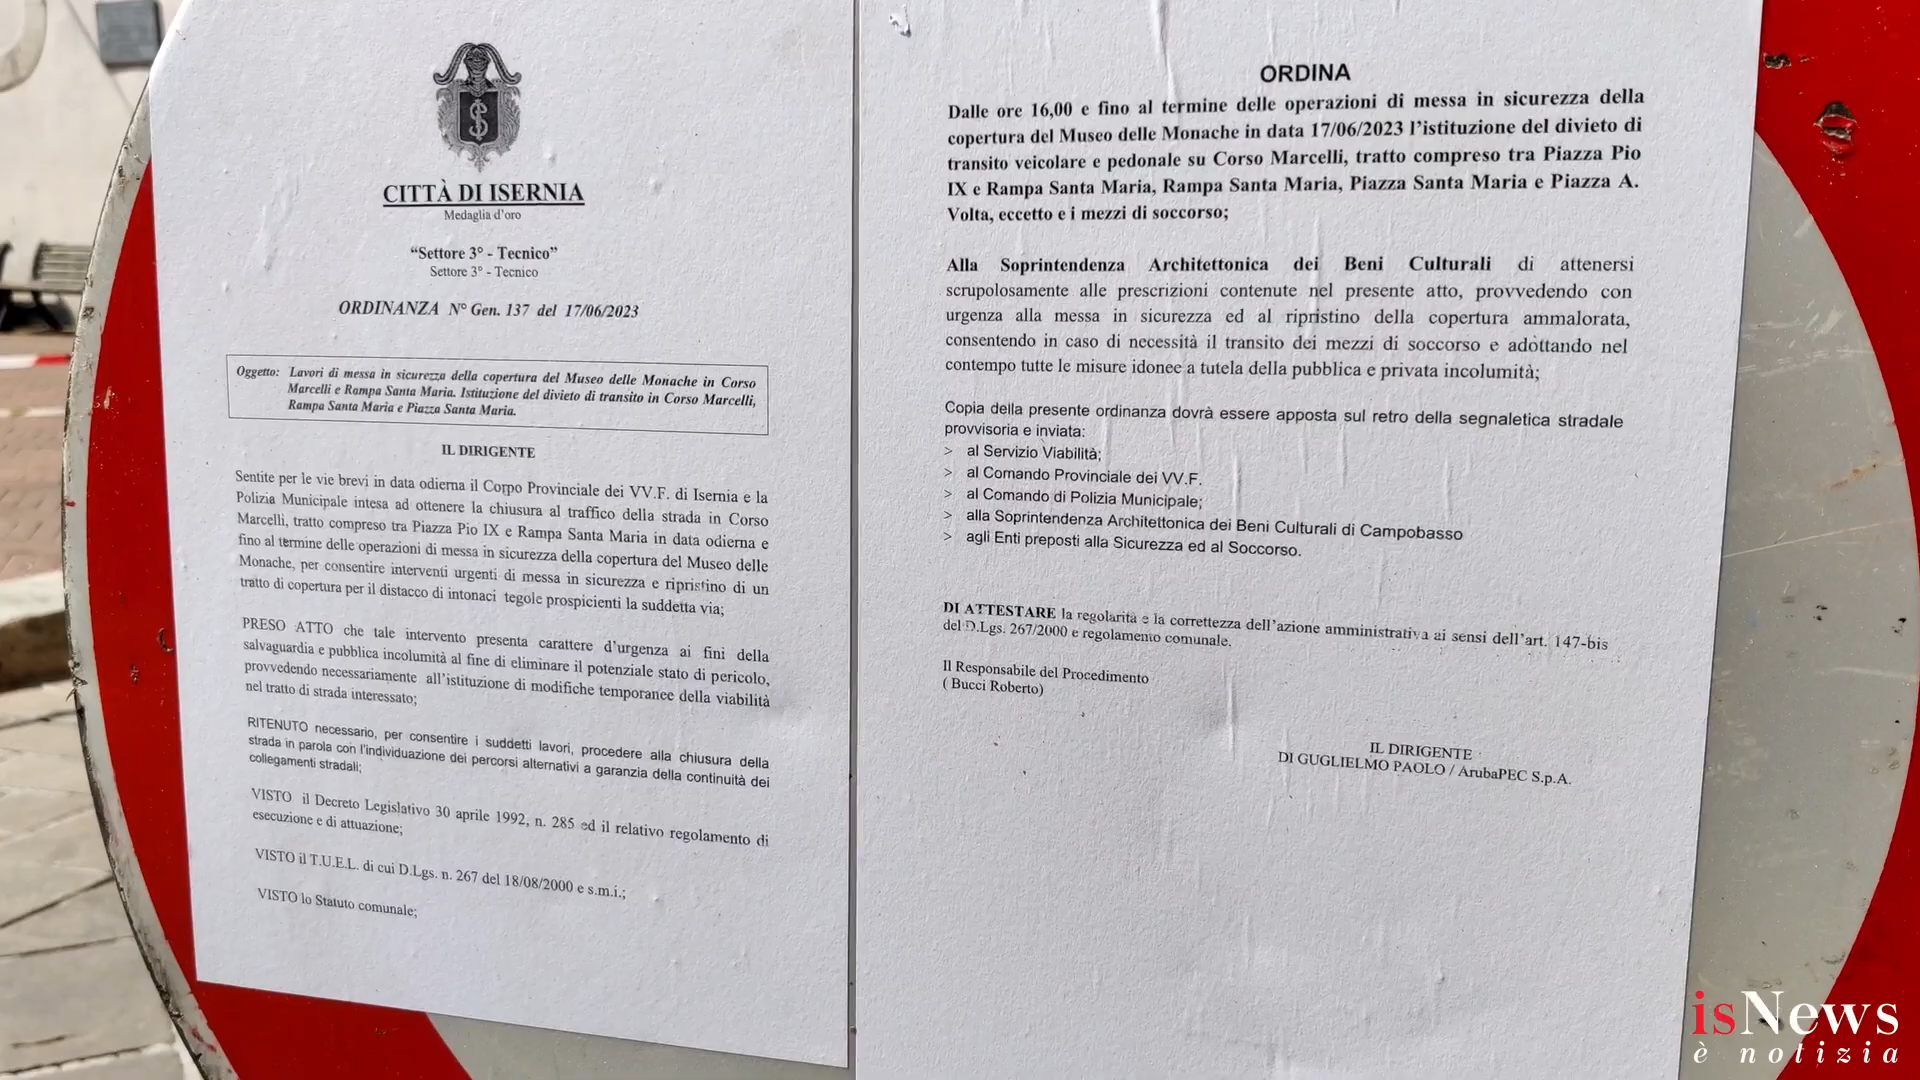 CITTÀ DI ISERNIA
Medaglia d'oro
"Settore 3° - Tecnico"
Settore 3° - Tecnico
ORDINANZA N° Gen. 137 del 17/06/2023
Oggetto: Lavori di messa in sicurezza della copertura del Museo delle Monache in Corso
Marcelli e Rampa Santa Maria. Istituzione del divieto di transito in Corso Marcelli,
Rampa Santa Maria e Piazza Santa Maria.
IL DIRIGENTE
Sentite per le vie brevi in data odierna il Corpo Provinciale dei VV.F. di Isernia e la
Polizia Municipale intesa ad ottenere la chiusura al traffico della strada in Corso
Marcelli, tratto compreso tra Piazza Pio IX e Rampa Santa Maria in data odierna e
fino al termine delle operazioni di messa in sicurezza della copertura del Museo delle
Monache, per consentire interventi urgenti di messa in sicurezza e ripristino di un
tratto di copertura per il distacco di intonaci tegole prospicienti la suddetta via;
PRESO ATTO che tale intervento presenta carattere d'urgenza ai fini della
salvaguardia e pubblica incolumità al fine di eliminare il potenziale stato di pericolo,
provvedendo necessariamente all'istituzione di modifiche temporanee della viabilità
nel tratto di strada interessato;
RITENUTO necessario, per consentire i suddetti lavori, procedere alla chiusura della
strada in parola con l'individuazione dei percorsi alternativi a garanzia della continuità dei
collegamenti stradali;
VISTO il Decreto Legislativo 30 aprile 1992, n. 285 ed il relativo regolamento di
esecuzione e di attuazione;
VISTO il T.U.E.L. di cui D.Lgs. n. 267 del 18/08/2000 e s.m.i.;
VISTO lo Statuto comunale;
ORDINA
Dalle ore 16,00 e fino al termine delle operazioni di messa in sicurezza della
copertura del Museo delle Monache in data 17/06/2023 l'istituzione del divieto di
transito veicolare e pedonale su Corso Marcelli, tratto compreso tra Piazza Pio
IX e Rampa Santa Maria, Rampa Santa Maria, Piazza Santa Maria e Piazza A.
Volta, eccetto e i mezzi di soccorso;
Alla Soprintendenza Architettonica dei Beni Culturali di attenersi
scrupolosamente alle prescrizioni contenute nel presente atto, provvedendo con
urgenza alla messa in sicurezza ed al ripristino della copertura ammalorata,
consentendo in caso di necessità il transito dei mezzi di soccorso e adottando nel
contempo tutte le misure idonee a tutela della pubblica e privata incolumità;
Copia della presente ordinanza dovrà essere apposta sul retro della segnaletica stradale
provvisoria e inviata:
> al Servizio Viabilità;
> al Comando Provinciale dei VV.F.
> al Comando di Polizia Municipale;
> alla Soprintendenza Architettonica dei Beni Culturali di Campobasso
> agli Enti preposti alla Sicurezza ed al Soccorso.
DI ATTESTARE la regolarità e la correttezza dell'azione amministrativa ai sensi dell'art. 147-bis
del D.Lgs. 267/2000 e regolamento comunale.
Il Responsabile del Procedimento
( Bucci Roberto)
IL DIRIGENTE
DI GUGLIELMO PAOLO / ArubaPEC S.p.A.
isNews
è notizia